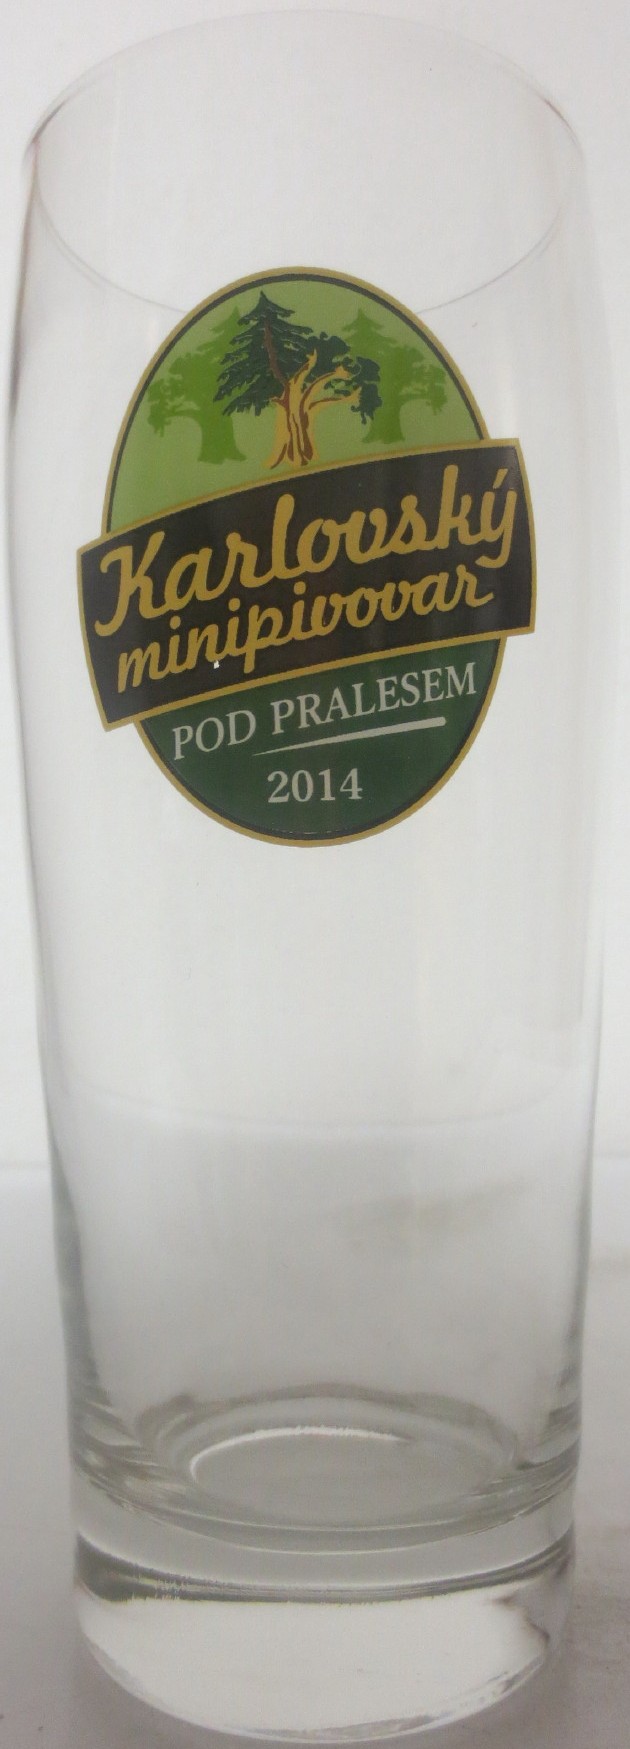 Karlovský
minipivovar
POD PRALESEM
2014